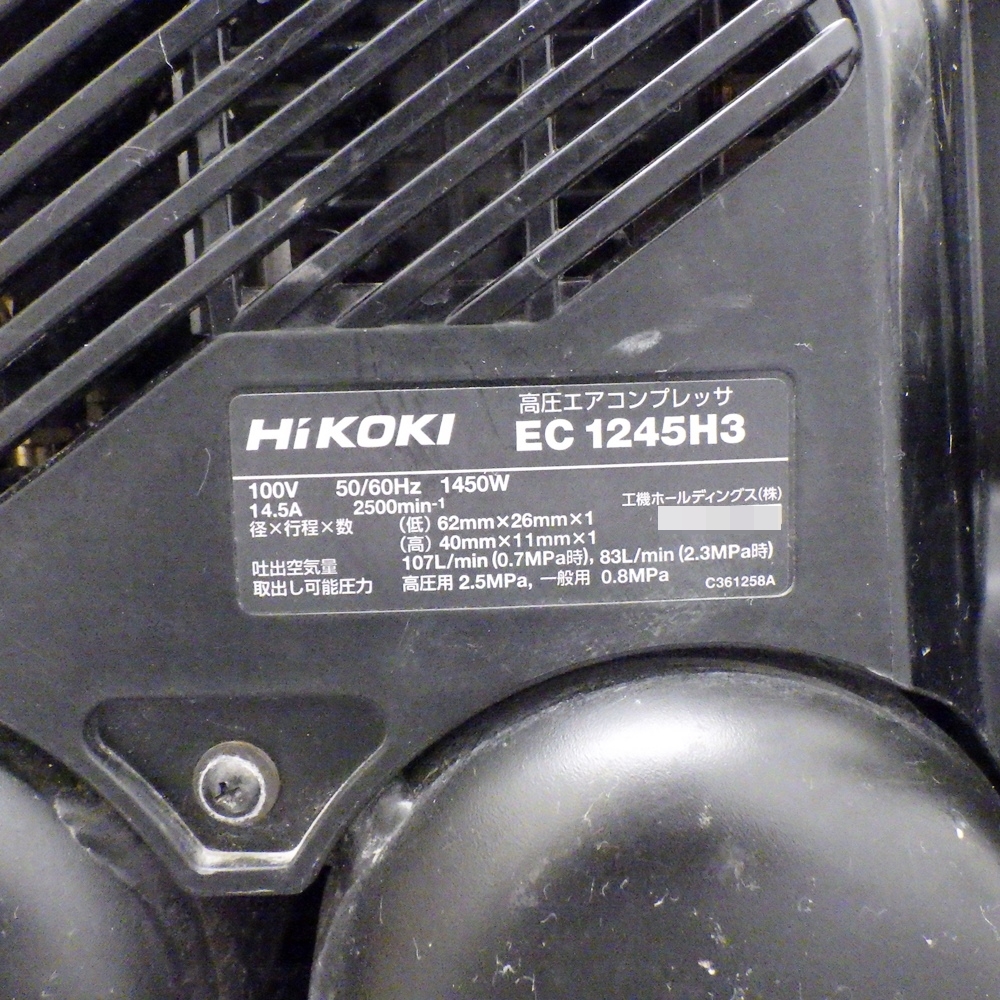 HiKOKI
高圧エアコンプレッサ
EC 1245H3
100V 50/60Hz 1450W
14.5A 2500min-1
工機ホールディングス(株)
径×行程×数 (低) 62mm×26mm×1
(高) 40mm×11mm×1
吐出空気量 107L/min (0.7MPa時), 83L/min (2.3MPa時)
取出し可能圧力 高圧用 2.5MPa, 一般用 0.8MPa
C361258A